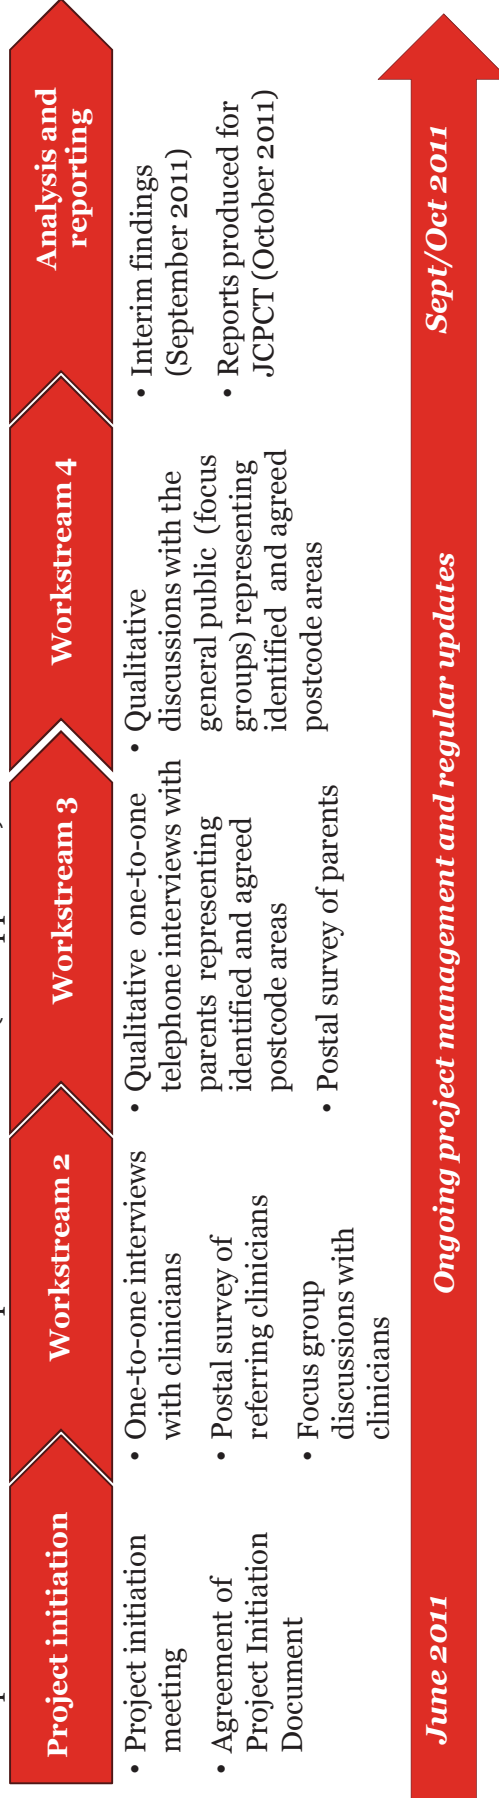 Project initiation
• Project initiation
meeting
• Agreement of
Project Initiation
Document
Workstream 2
• One-to-one interviews
with clinicians
• Postal survey of
referring clinicians
• Focus group
discussions with
clinicians
Workstream 3
• Qualitative one-to-one
telephone interviews with
parents representing
identified and agreed
postcode areas
• Postal survey of parents
Workstream 4
• Qualitative
discussions with the
general public (focus
groups) representing
identified and agreed
postcode areas
Analysis and
reporting
• Interim findings
(September 2011)
• Reports produced for
JCPCT (October 2011)
June 2011
Ongoing project management and regular updates
Sept/Oct 2011